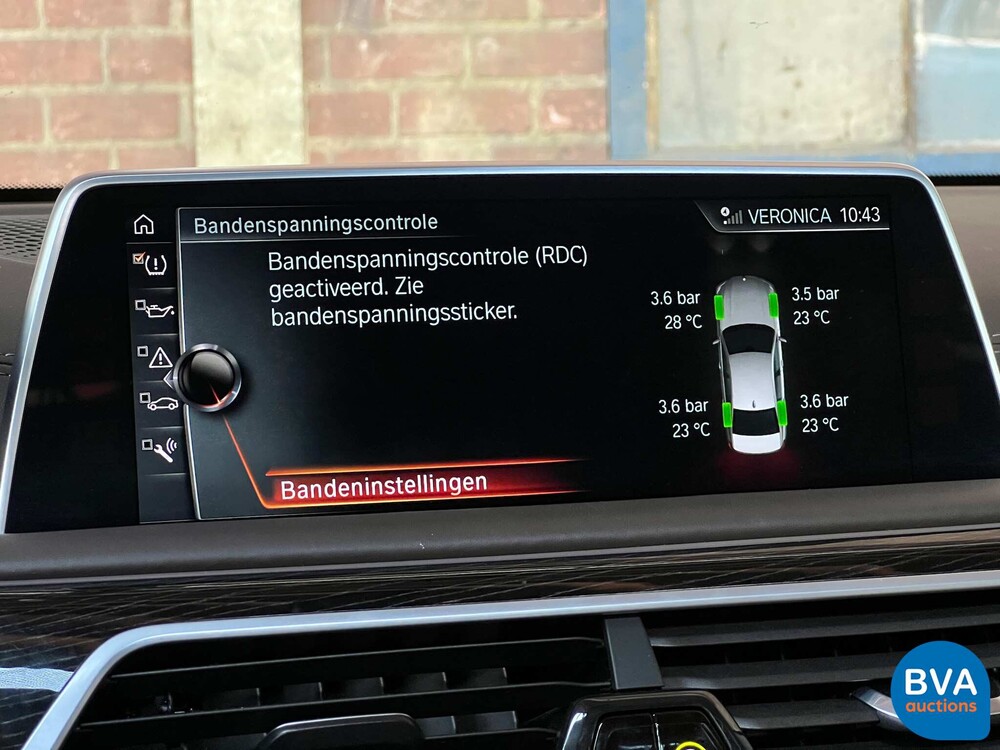 Bandenspanningscontrole
VERONICA 10:43
Bandenspanningscontrole (RDC)
geactiveerd. Zie
bandenspanningssticker.
3.6 bar
28 °C
3.5 bar
23 °C
3.6 bar
23 °C
3.6 bar
23 °C
Bandeninstellingen
BVA
auctions